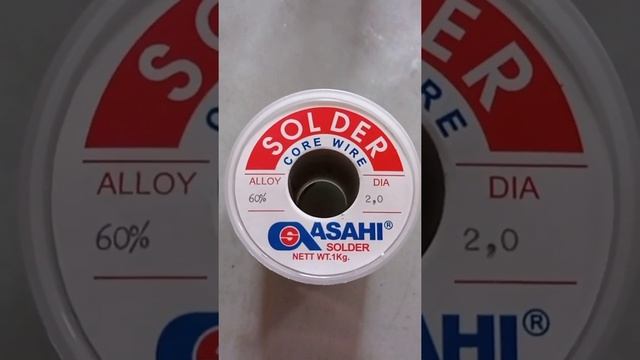 SOLDER
CORE WIRE
ALLOY
DIA
60%
2,0
ASAHI®
SOLDER
NETT WT.1Kg.